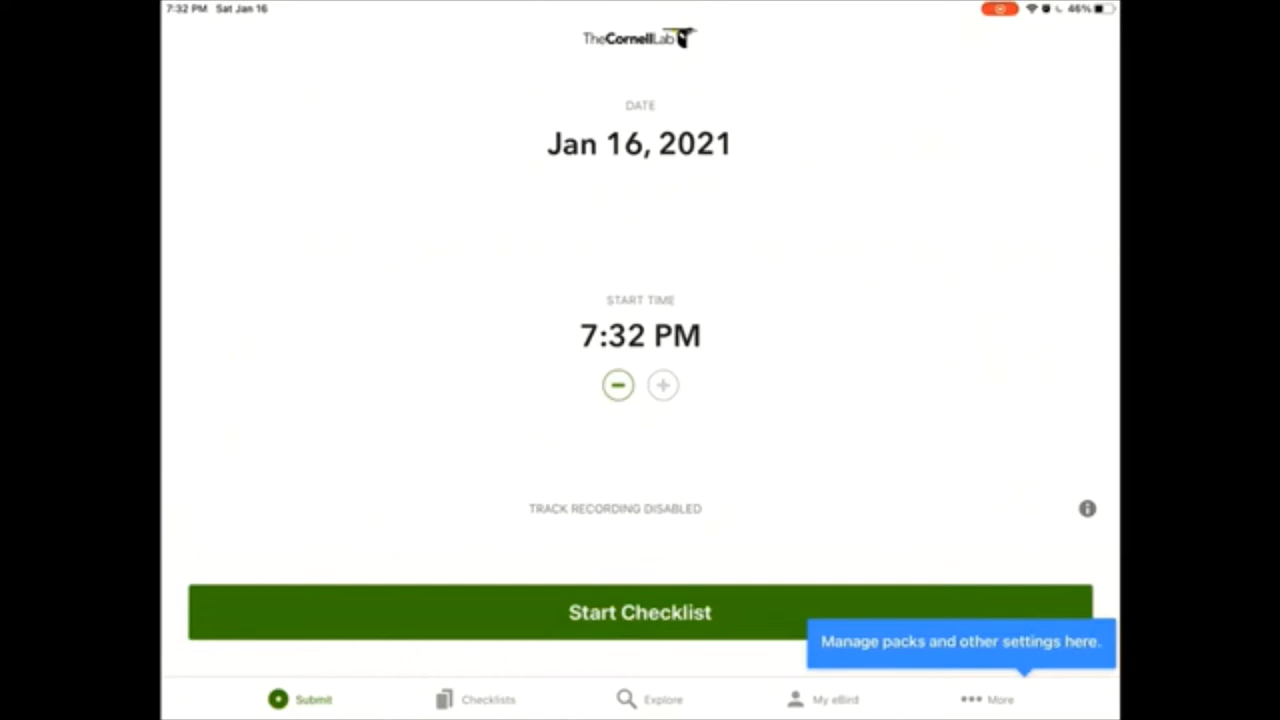 7:32 PM Sat Jan 16
46%
TheCornellLab
DATE
Jan 16, 2021
START TIME
7:32 PM
TRACK RECORDING DISABLED
Start Checklist
Manage packs and other settings here.
Submit
Checklists
Explore
My eBird
More